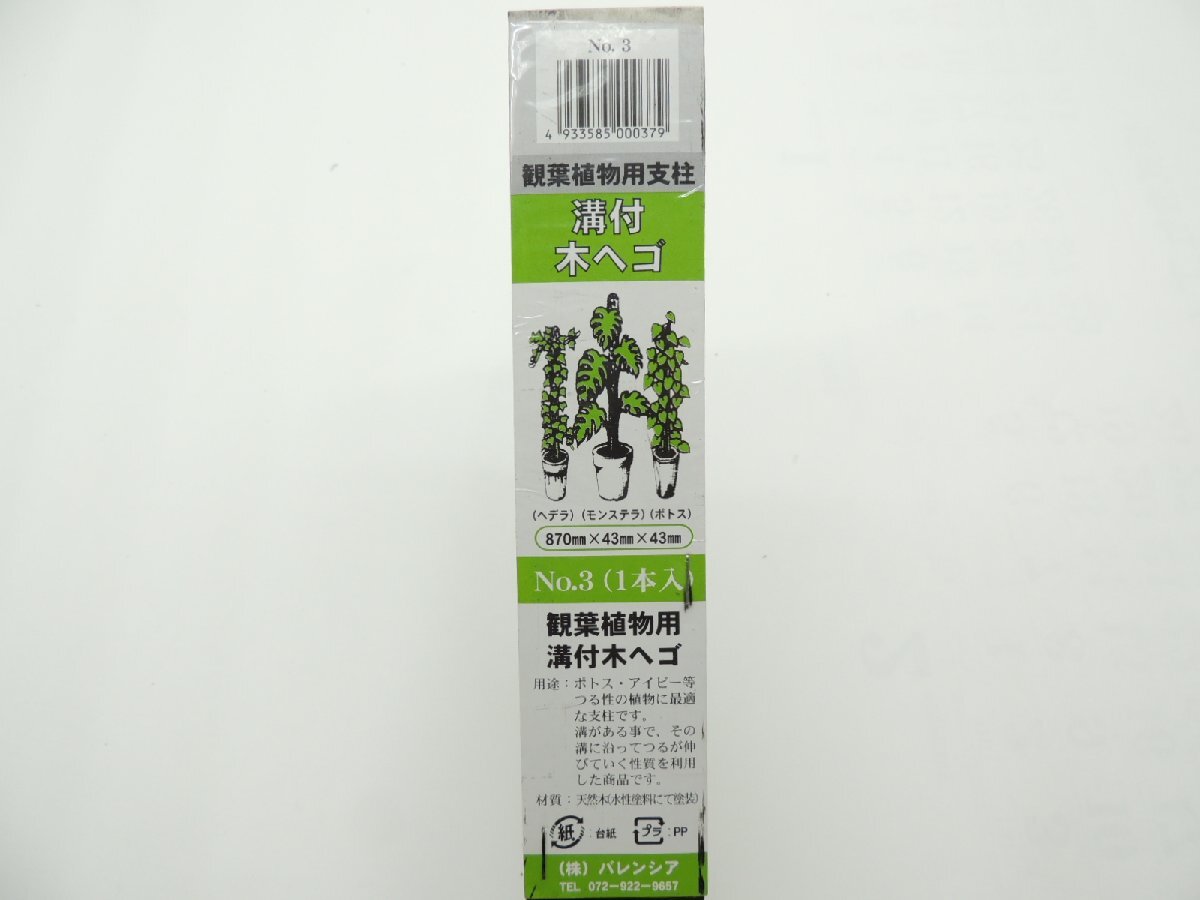 No. 3
4 933585 000379
観葉植物用支柱
溝付
木ヘゴ
(ヘデラ) (モンステラ) (ポトス)
870mm×43mm×43mm
No.3 (1本入)
観葉植物用
溝付木ヘゴ
用途：ポトス・アイビー等
つる性の植物に最適
な支柱です。
溝がある事で、その
溝に沿ってつるが伸
びていく性質を利用
した商品です。
材質：天然木(水性塗料にて塗装)
紙：台紙 プラ：PP
(株) バレンシア
TEL 072-922-9657